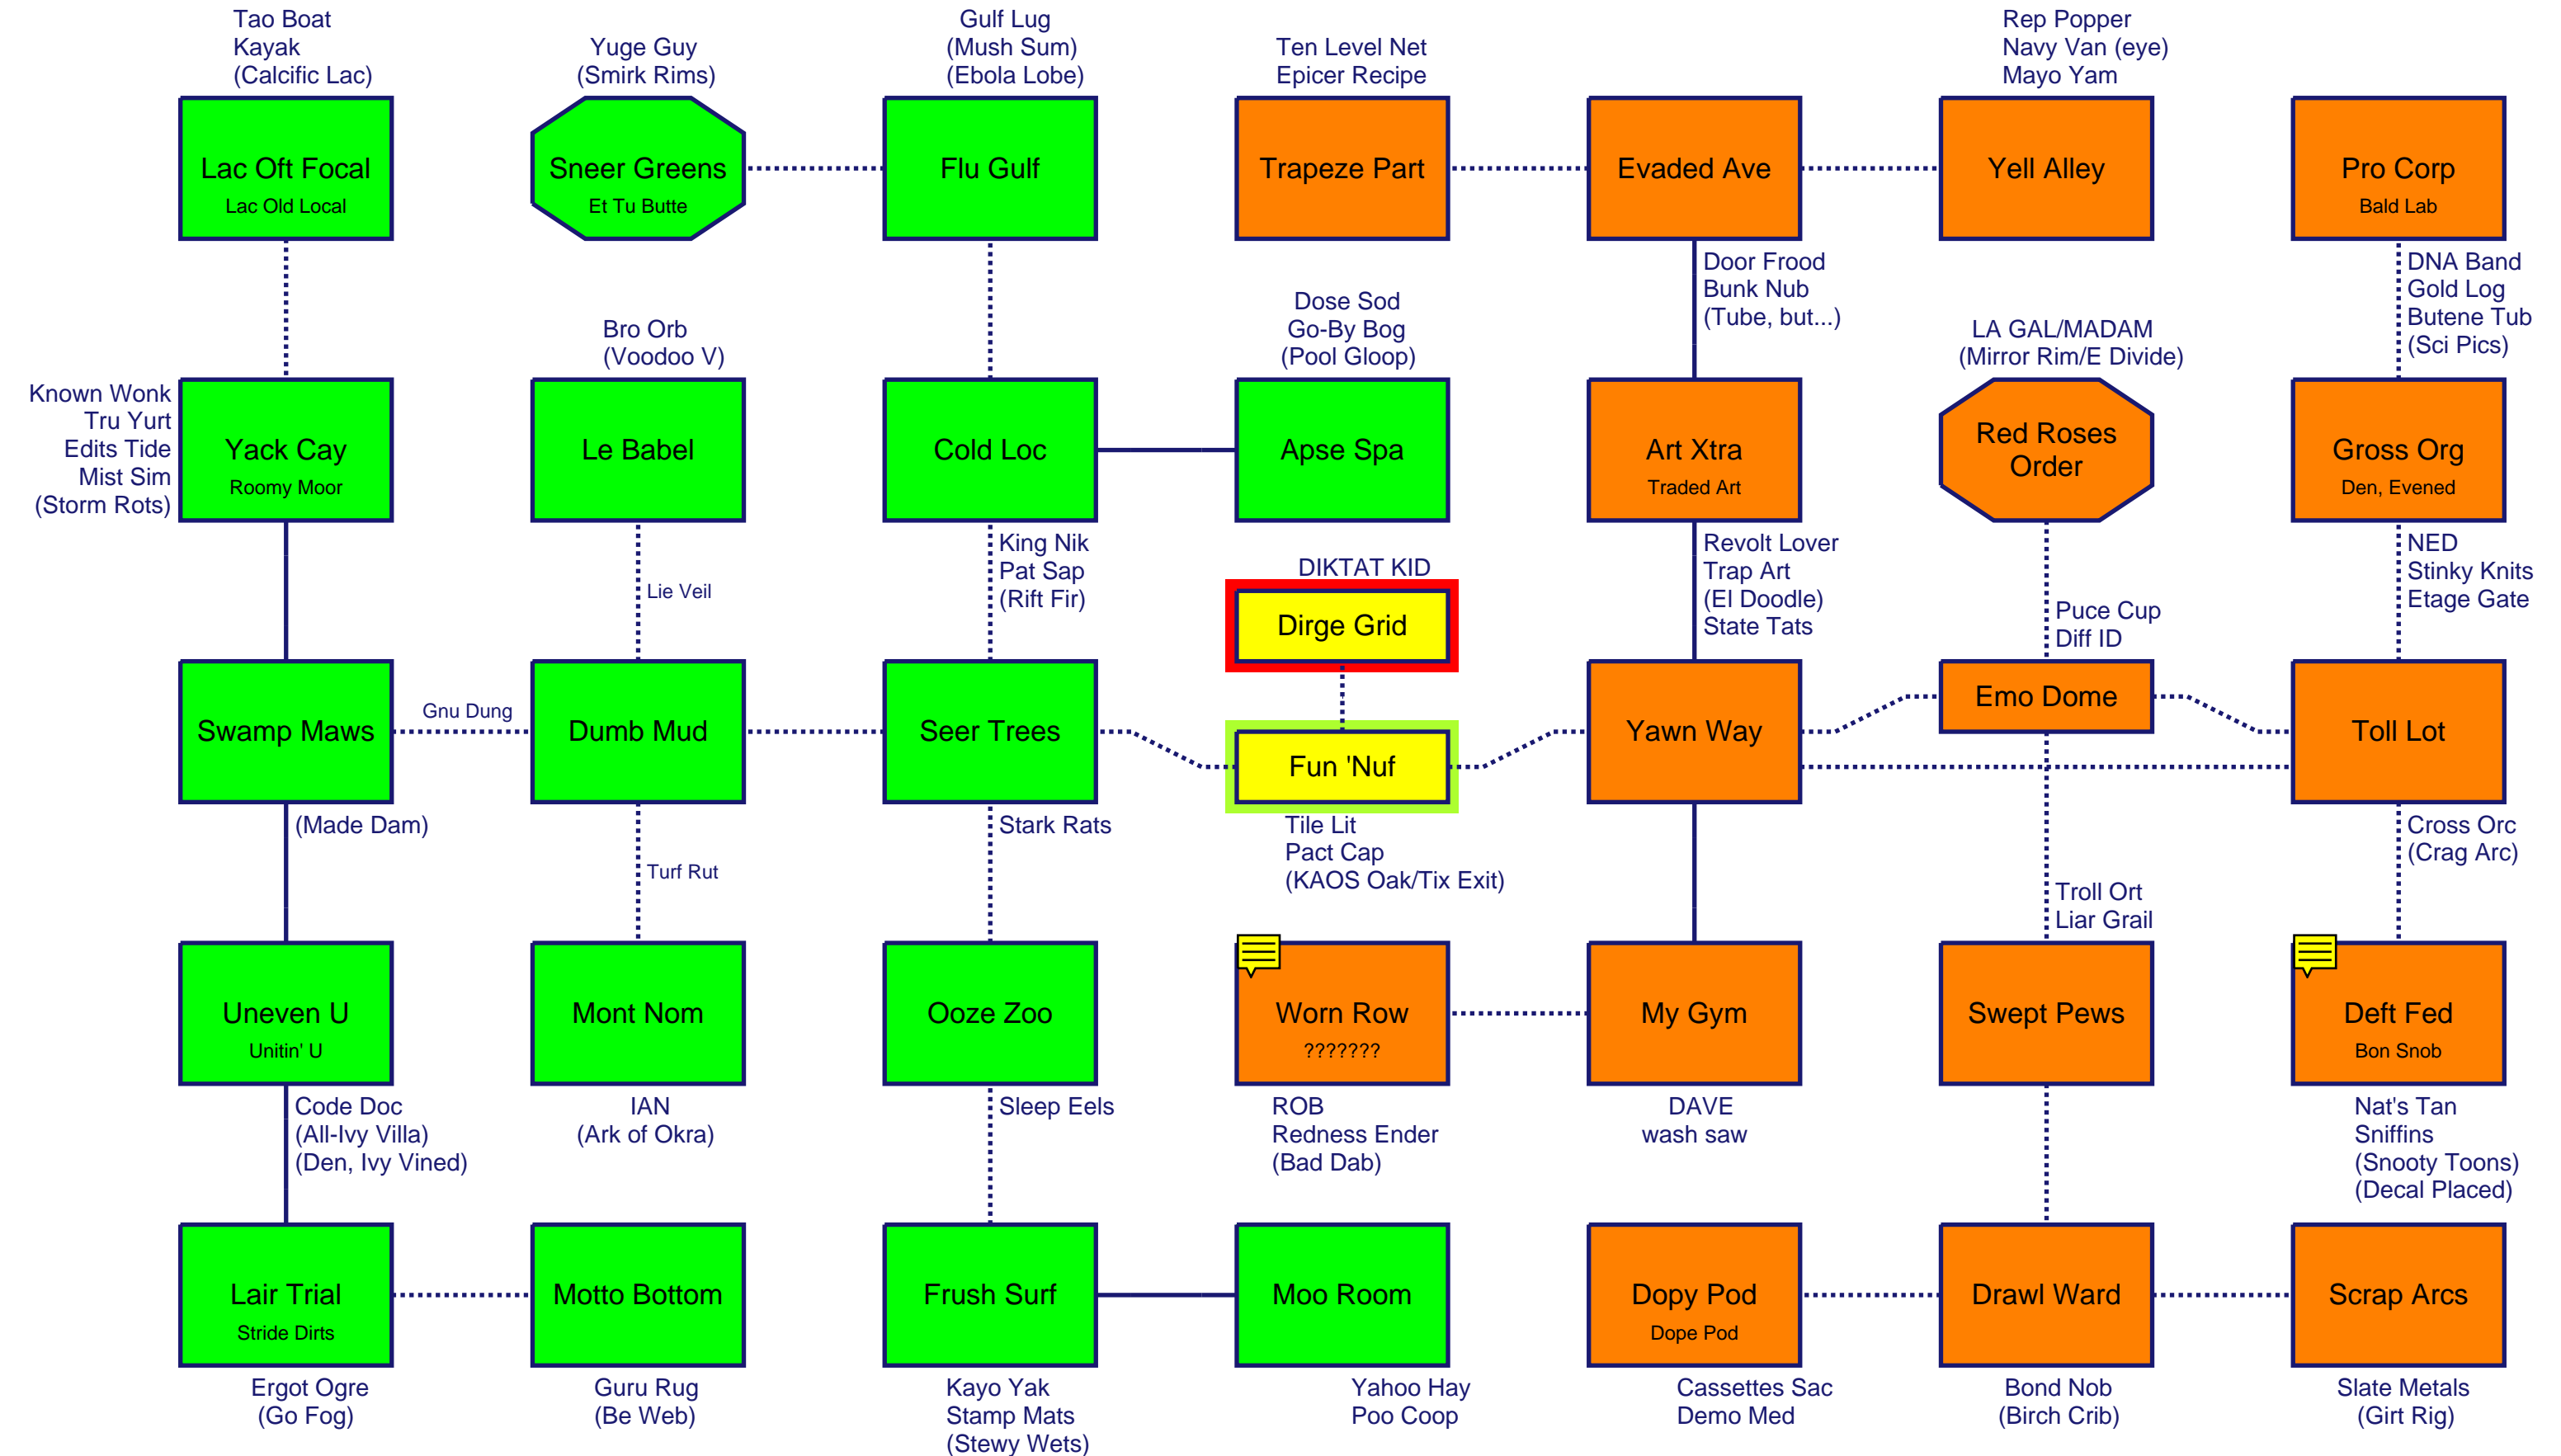 Tao Boat
Kayak
(Calcific Lac)
Yuge Guy
(Smirk Rims)
Gulf Lug
(Mush Sum)
(Ebola Lobe)
Ten Level Net
Epicer Recipe
Rep Popper
Navy Van (eye)
Mayo Yam
Lac Oft Focal
Lac Old Local
Sneer Greens
Et Tu Butte
Flu Gulf
Trapeze Part
Evaded Ave
Yell Alley
Pro Corp
Bald Lab
Door Frood
Bunk Nub
(Tube, but...)
DNA Band
Gold Log
Butene Tub
(Sci Pics)
Bro Orb
(Voodoo V)
Dose Sod
Go-By Bog
(Pool Gloop)
LA GAL/MADAM
(Mirror Rim/E Divide)
Known Wonk
Tru Yurt
Edits Tide
Mist Sim
(Storm Rots)
Yack Cay
Roomy Moor
Le Babel
Cold Loc
Apse Spa
Art Xtra
Traded Art
Red Roses
Order
Gross Org
Den, Evened
Lie Veil
King Nik
Pat Sap
(Rift Fir)
DIKTAT KID
Dirge Grid
Revolt Lover
Trap Art
(El Doodle)
State Tats
Puce Cup
Diff ID
NED
Stinky Knits
Etage Gate
Swamp Maws
Gnu Dung
Dumb Mud
Seer Trees
Fun 'Nuf
Yawn Way
Emo Dome
Toll Lot
(Made Dam)
Turf Rut
Stark Rats
Tile Lit
Pact Cap
(KAOS Oak/Tix Exit)
Troll Ort
Liar Grail
Cross Orc
(Crag Arc)
Uneven U
Unitin' U
Mont Nom
Ooze Zoo
Worn Row
???????
My Gym
Swept Pews
Deft Fed
Bon Snob
Code Doc
(All-Ivy Villa)
(Den, Ivy Vined)
IAN
(Ark of Okra)
Sleep Eels
ROB
Redness Ender
(Bad Dab)
DAVE
wash saw
Nat's Tan
Sniffins
(Snooty Toons)
(Decal Placed)
Lair Trial
Stride Dirts
Motto Bottom
Frush Surf
Moo Room
Dopy Pod
Dope Pod
Drawl Ward
Scrap Arcs
Ergot Ogre
(Go Fog)
Guru Rug
(Be Web)
Kayo Yak
Stamp Mats
(Stewy Wets)
Yahoo Hay
Poo Coop
Cassettes Sac
Demo Med
Bond Nob
(Birch Crib)
Slate Metals
(Girt Rig)